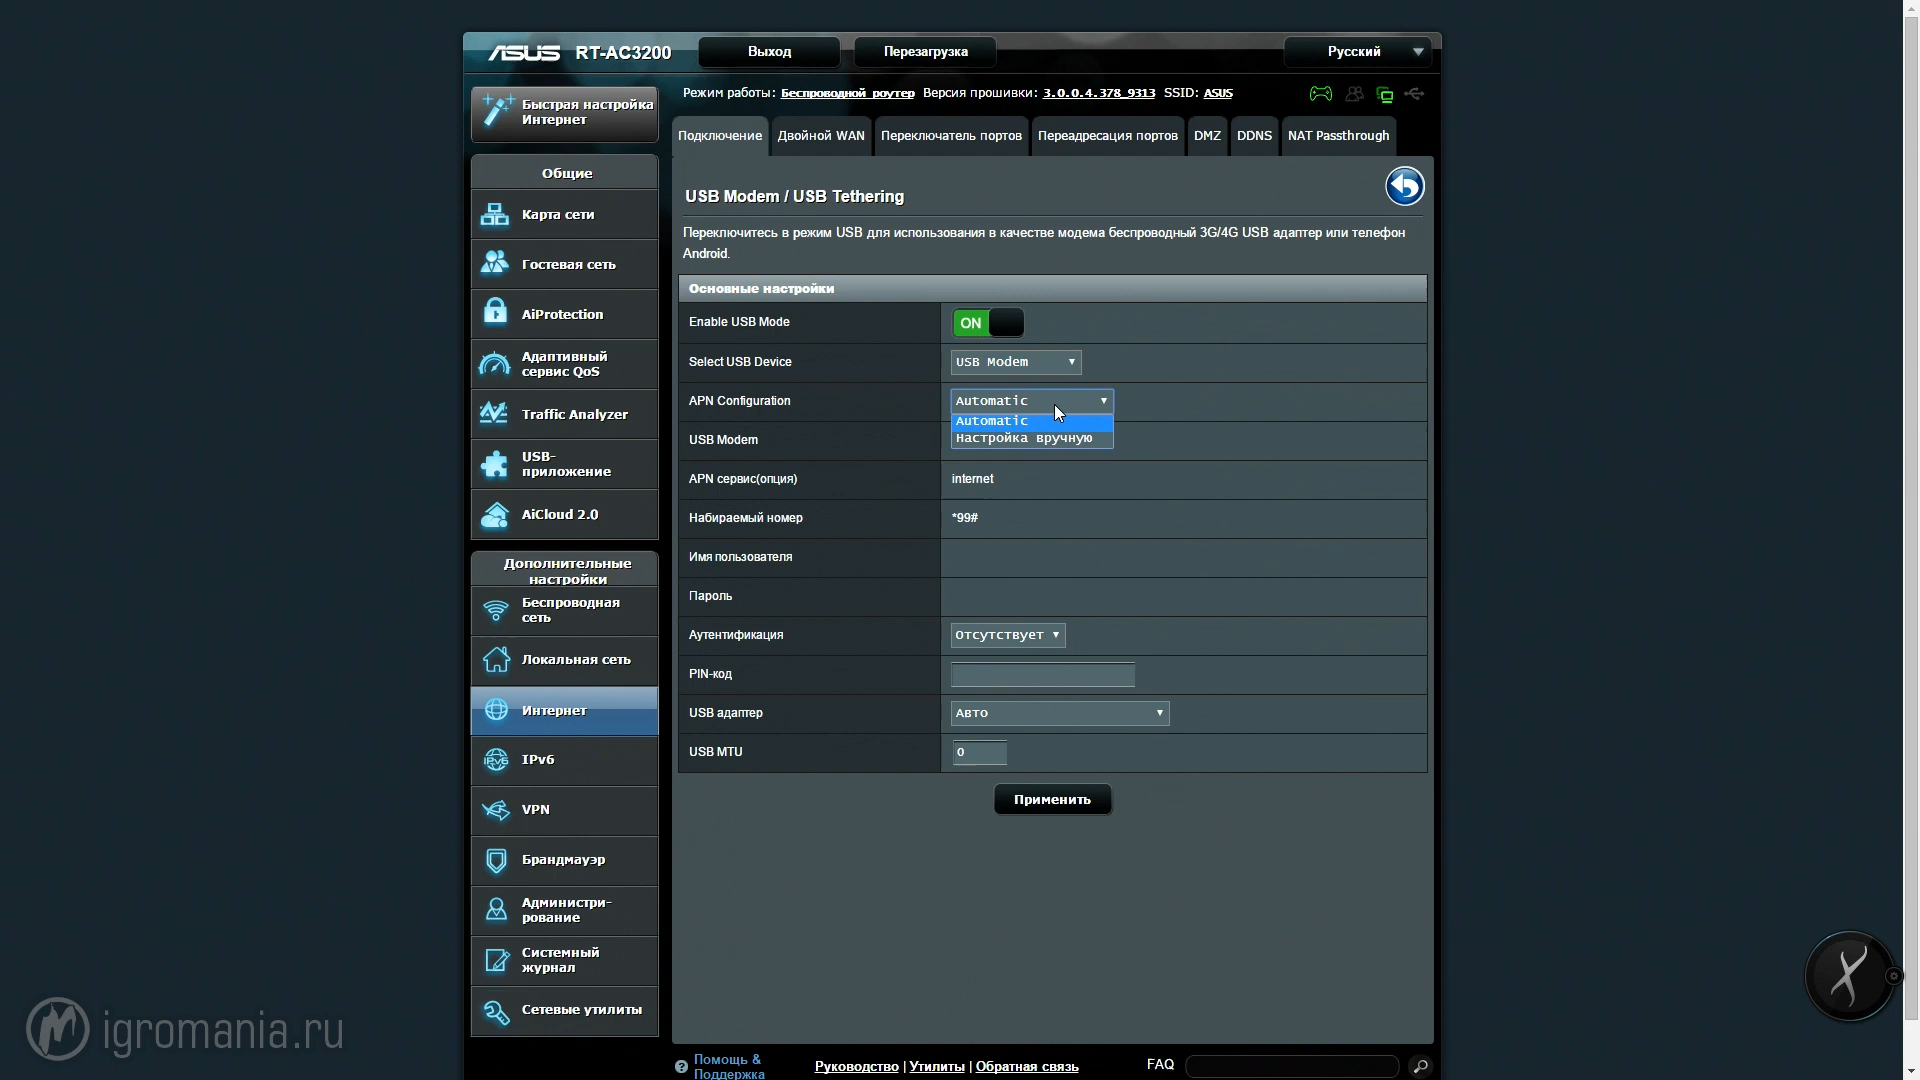 ASUS RT-AC3200 Выход Перезагрузка Русский
Режим работы: Беспроводной роутер Версия прошивки: 3.0.0.4.378_9313 SSID: ASUS
Быстрая настройка
Интернет
Общие
Карта сети
Гостевая сеть
AiProtection
Адаптивный
сервис QoS
Traffic Analyzer
USB-
приложение
AiCloud 2.0
Дополнительные
настройки
Беспроводная
сеть
Локальная сеть
Интернет
IPv6
IPv6
VPN
Брандмауэр
Администри-
рование
Системный
журнал
Сетевые утилиты
Подключение Двойной WAN Переключатель портов Переадресация портов DMZ DDNS NAT Passthrough
USB Modem / USB Tethering
Переключитесь в режим USB для использования в качестве модема беспроводный 3G/4G USB адаптер или телефон
Android.
Основные настройки
Enable USB Mode ON
Select USB Device USB Modem
APN Configuration Automatic
Automatic
Настройка вручную
USB Modem
APN сервис(опция) internet
Набираемый номер *99#
Имя пользователя
Пароль
Аутентификация Отсутствует
PIN-код
USB адаптер Авто
USB MTU 0
Применить
Помощь &
Поддержка
Руководство | Утилиты | Обратная связь FAQ
igromania.ru